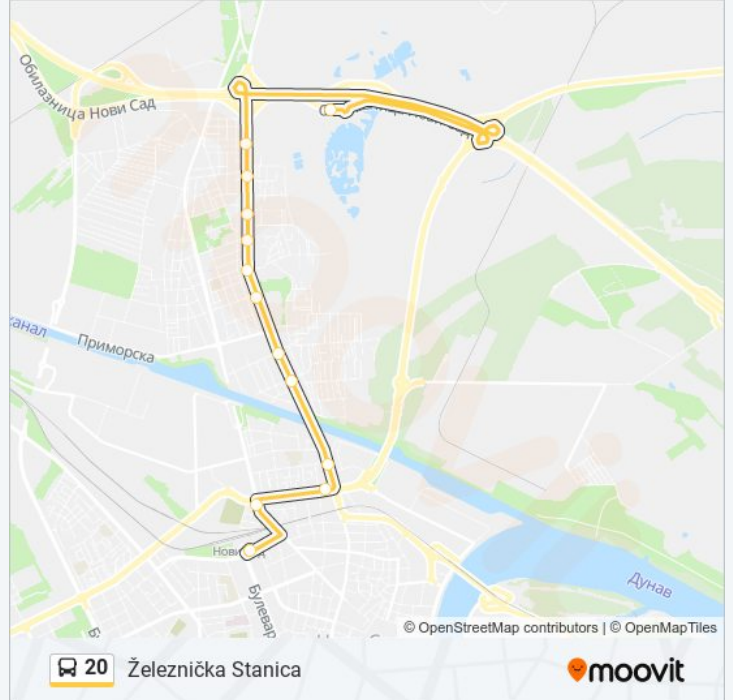 Обилазница Нови Сад
канал
Приморска
Нови
Булевар
Дунав
© OpenStreetMap contributors | © OpenMapTiles
20 Železnička Stanica
moovit